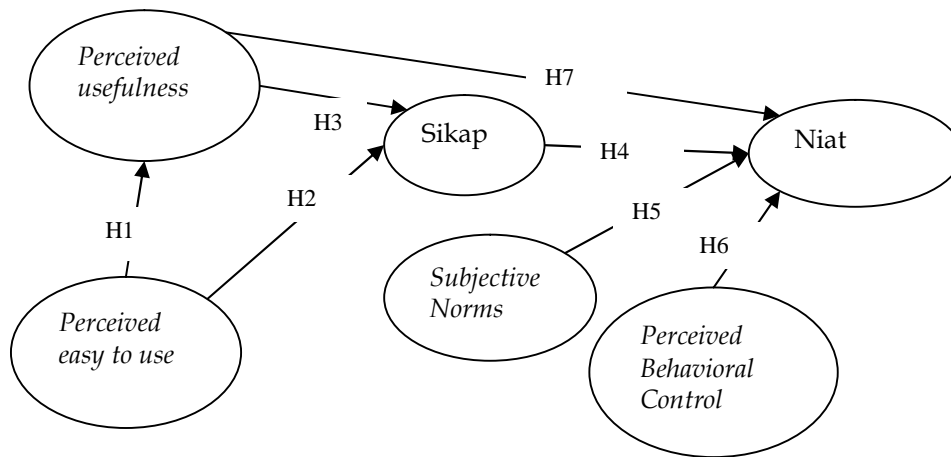 Perceived
usefulness
H7
H3
Sikap
H4
Niat
H2
H5
H1
H6
Subjective
Norms
Perceived
easy to use
Perceived
Behavioral
Control